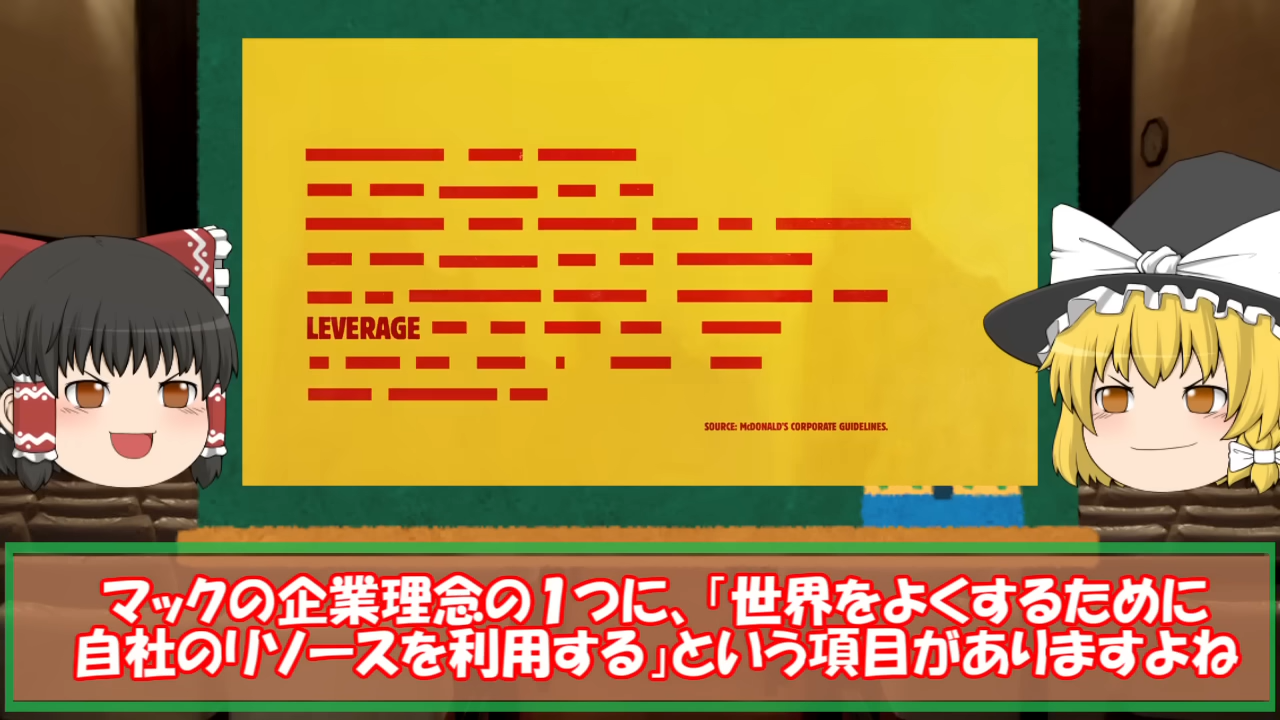 LEVERAGE
SOURCE: McDONALD'S CORPORATE GUIDELINES.
マックの企業理念の1つに、「世界をよくするために
自社のリソースを利用する」という項目がありますよね